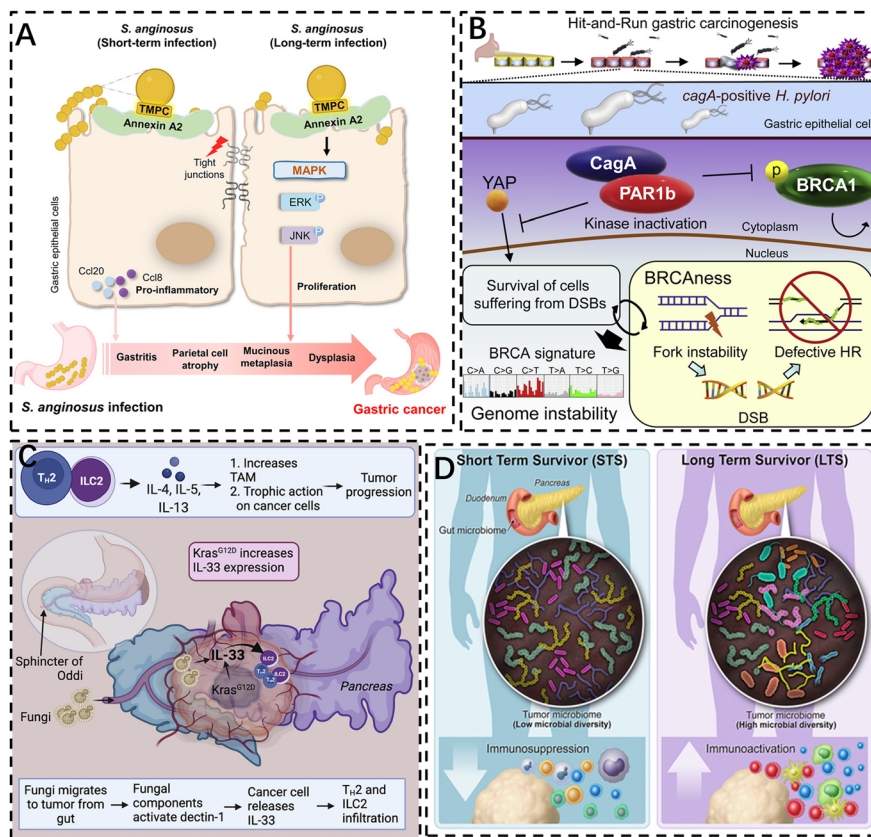 A
S. anginosus
(Short-term infection)
S. anginosus
(Long-term infection)
TMPC
Annexin A2
TMPC
Annexin A2
Tight
junctions
MAPK
ERK
P
JNK
P
Gastric epithelial cells
Ccl20
Ccl8
Pro-inflammatory
Proliferation
Gastritis
Parietal cell
atrophy
Mucinous
metaplasia
Dysplasia
S. anginosus infection
Gastric cancer
B
Hit-and-Run gastric carcinogenesis
cagA-positive H. pylori
Gastric epithelial cell
CagA
PAR1b
Kinase inactivation
YAP
p
BRCA1
Cytoplasm
Nucleus
Survival of cells
suffering from DSBs
BRCAness
Fork instability
Defective HR
DSB
BRCA signature
C>A C>G C>T T>A T>C T>G
Genome instability
C
TH2
ILC2
IL-4, IL-5,
IL-13
1. Increases
TAM
2. Trophic action
on cancer cells
Tumor
progression
KrasG12D increases
IL-33 expression
Sphincter of
Oddi
Fungi
IL-33
ILC2
TH2
TH2
ILC2
KrasG12D
Pancreas
Fungi migrates
to tumor from
gut
Fungal
components
activate dectin-1
Cancer cell
releases
IL-33
TH2 and
ILC2
infiltration
D
Short Term Survivor (STS)
Pancreas
Duodenum
Gut microbiome
Tumor microbiome
(Low microbial diversity)
Immunosuppression
Long Term Survivor (LTS)
Tumor microbiome
(High microbial diversity)
Immunoactivation